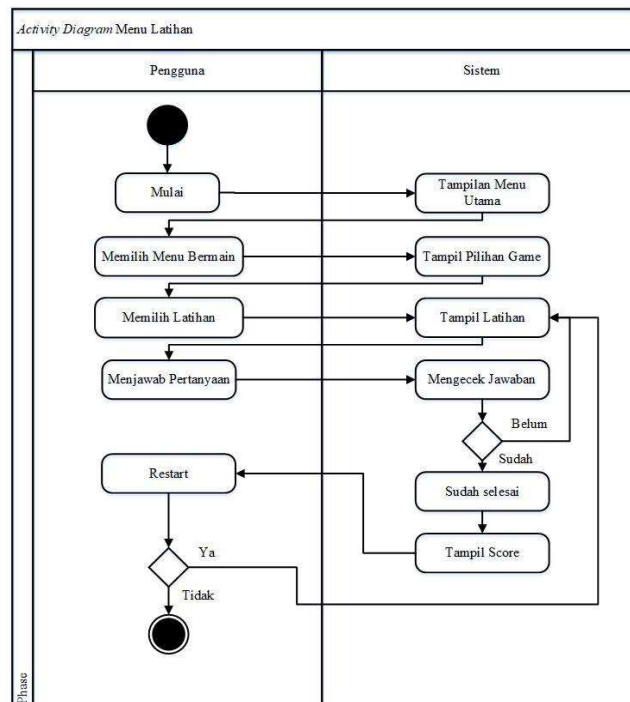 Activity Diagram Menu Latihan
Pengguna
Sistem
Mulai
Tampilan Menu
Utama
Memilih Menu Bermain
Tampil Pilihan Game
Memilih Latihan
Tampil Latihan
Menjawab Pertanyaan
Mengecek Jawaban
Belum
Sudah
Restart
Sudah selesai
Ya
Tampil Score
Tidak
Phase